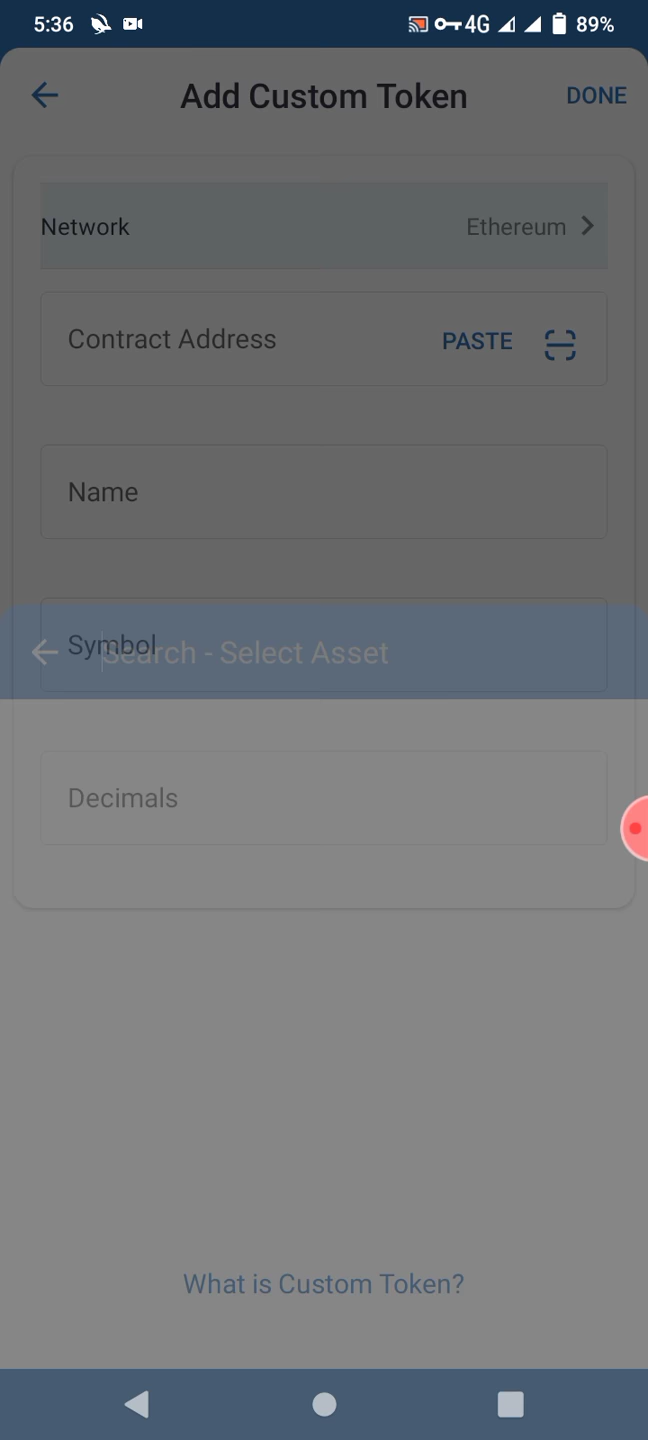 5:36 4G 89%
Add Custom Token DONE
Network Ethereum
Contract Address PASTE
Name
Symbol
Search - Select Asset
Decimals
What is Custom Token?